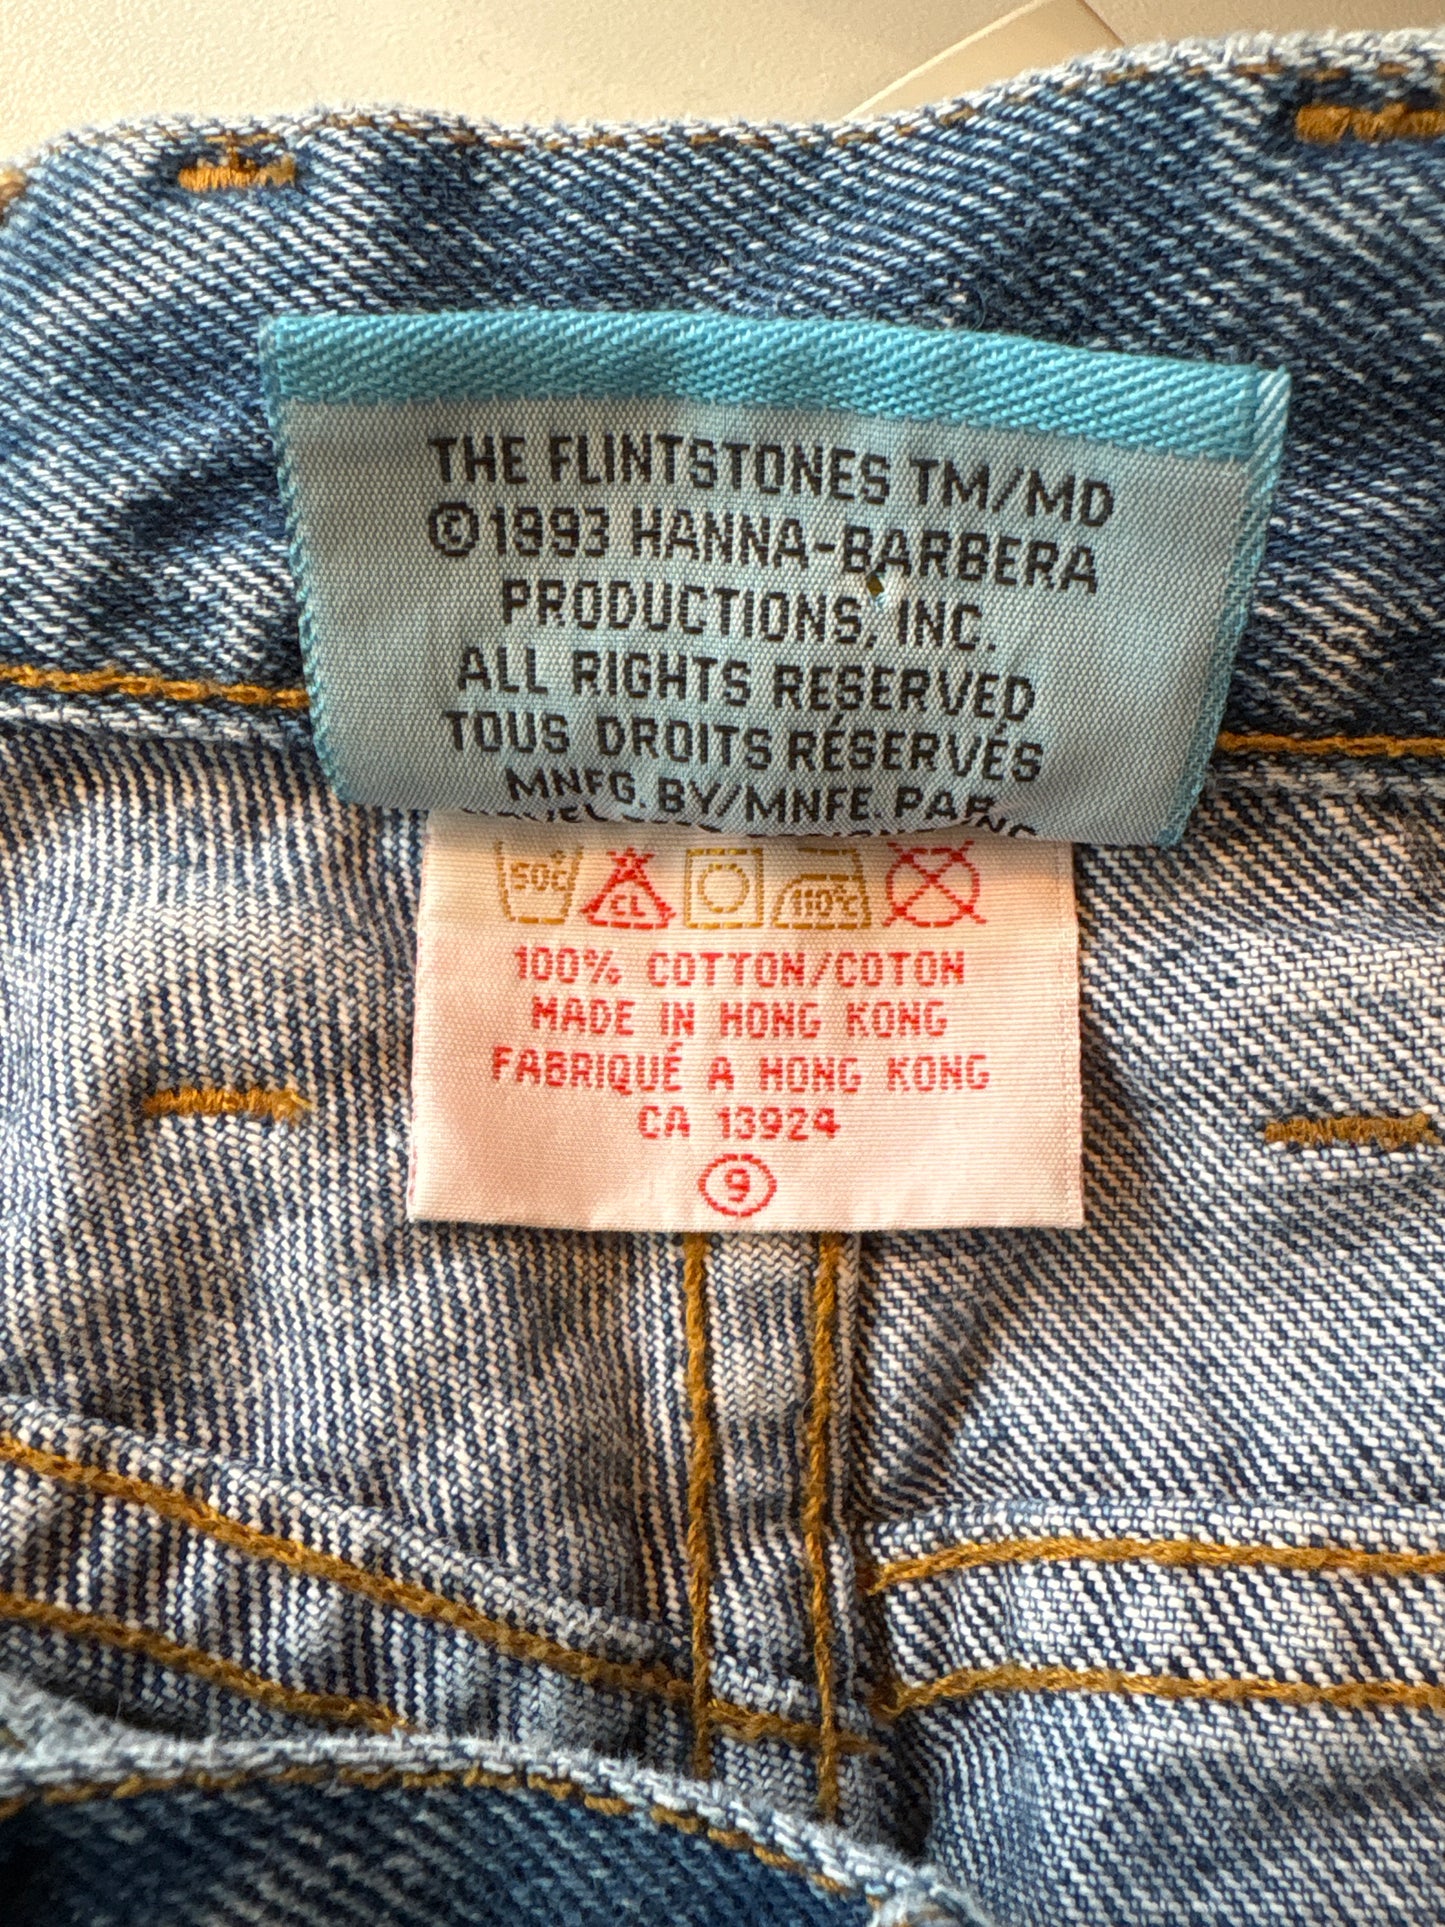 THE FLINTSTONES TM/MD
©1993 HANNA-BARBERA
PRODUCTIONS, INC.
ALL RIGHTS RESERVED
TOUS DROITS RÉSERVÉS
MNFG. BY/MNFE. PAR
50°
CL
110°C
100% COTTON/COTON
MADE IN HONG KONG
FABRIQUÉ A HONG KONG
CA 13924
9